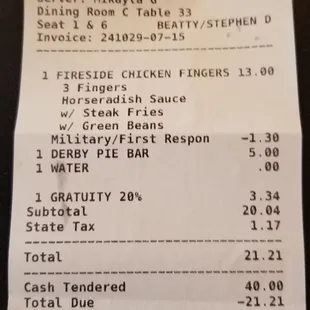 Server: Mikayla G
Dining Room C Table 33
Seat 1 & 6 BEATTY/STEPHEN D
Invoice: 241029-07-15
1 FIRESIDE CHICKEN FINGERS 13.00
3 Fingers
Horseradish Sauce
w/ Steak Fries
w/ Green Beans
Military/First Respon -1.30
1 DERBY PIE BAR 5.00
1 WATER .00
1 GRATUITY 20% 3.34
Subtotal 20.04
State Tax 1.17
Total 21.21
Cash Tendered 40.00
Total Due -21.21